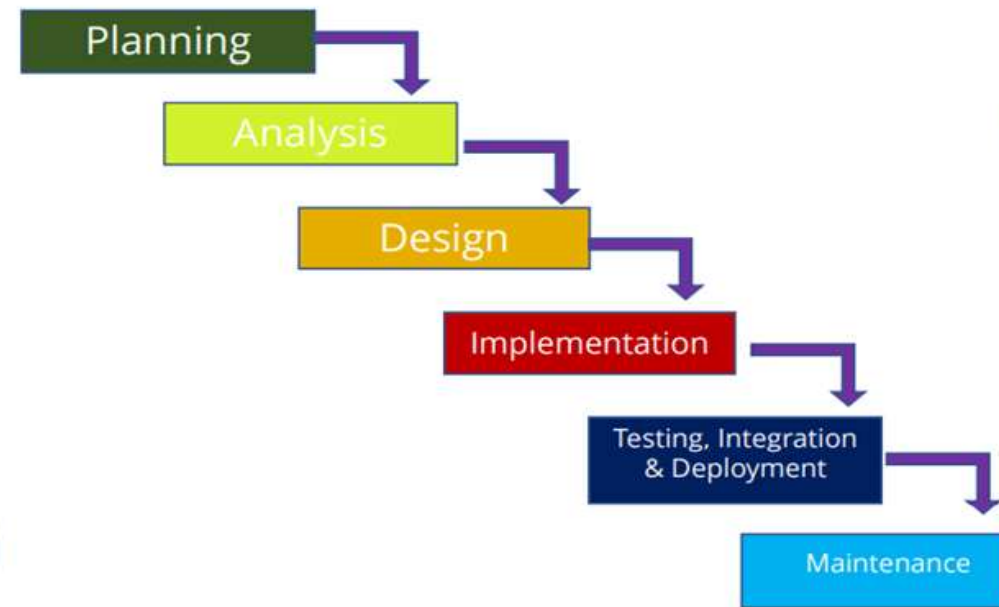 Planning
Analysis
Design
Implementation
Testing, Integration
& Deployment
Maintenance